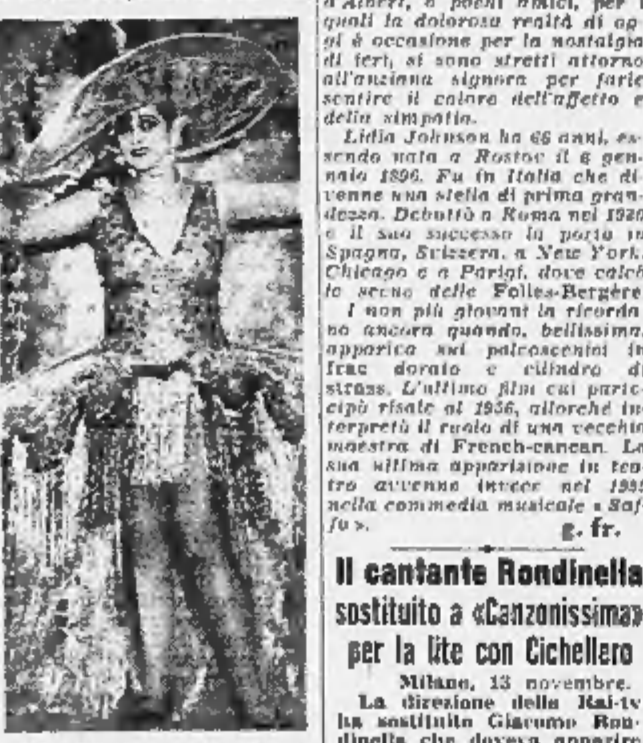 d'Albert, a pochi amici, per i
quali la dolorosa realtà di og-
gi è occasione per la nostalgia
di ieri, si sono stretti attorno
all'anziana signora per farle
sentire il calore dell'affetto e
della simpatia.
Lidia Johnson ha 66 anni, es-
sendo nata a Rostov il 6 gen-
naio 1896. Fu in Italia che di-
venne una stella di prima gran-
dezza. Debuttò a Roma nel 1920
e il suo successo la portò in
Spagna, Svizzera, a New York,
Chicago e a Parigi, dove calcò
le scene delle Folies-Bergère
I non più giovani la ricorda-
no ancora quando, bellissima,
appariva sui palcoscenici in
frac dorato e cilindro di
strass. L'ultimo film cui parte-
cipò risale al 1956, allorché in-
terpretò il ruolo di una vecchia
maestra di French-cancan. La
sua ultima apparizione in tea-
tro avvenne invece nel
nella commedia musicale « Saf-
fo ».
g. fr.
Il cantante Rondinella
sostituito a «Canzonissima»
per la lite con Cichellero
Milano, 13 novembre.
La direzione della Rai-tv
ha sostituito Giacomo Ron-
dinella che doveva apparire